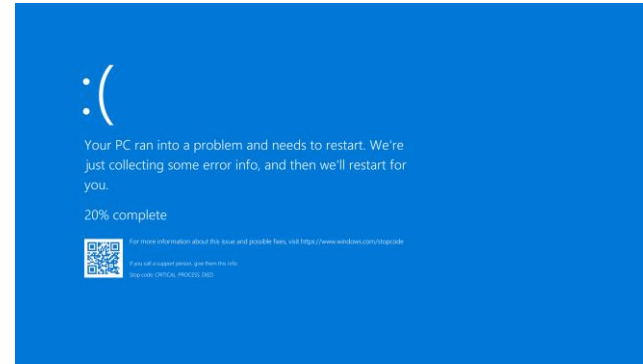 :(
Your PC ran into a problem and needs to restart. We're
just collecting some error info, and then we'll restart for
you.
20% complete
For more information about this issue and possible fixes, visit https://www.windows.com/stopcode
If you call a support person, give them this info:
Stop code: CRITICAL PROCESS DIED